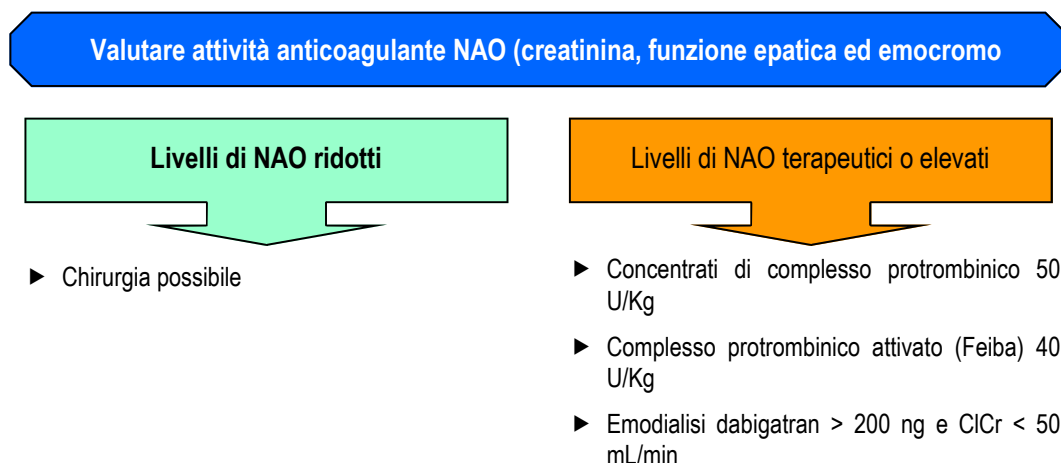 Valutare attività anticoagulante NAO (creatinina, funzione epatica ed emocromo
Livelli di NAO ridotti
▶ Chirurgia possibile
Livelli di NAO terapeutici o elevati
▶ Concentrati di complesso protrombinico 50
U/Kg
▶ Complesso protrombinico attivato (Feiba) 40
U/Kg
▶ Emodialisi dabigatran > 200 ng e ClCr < 50
mL/min